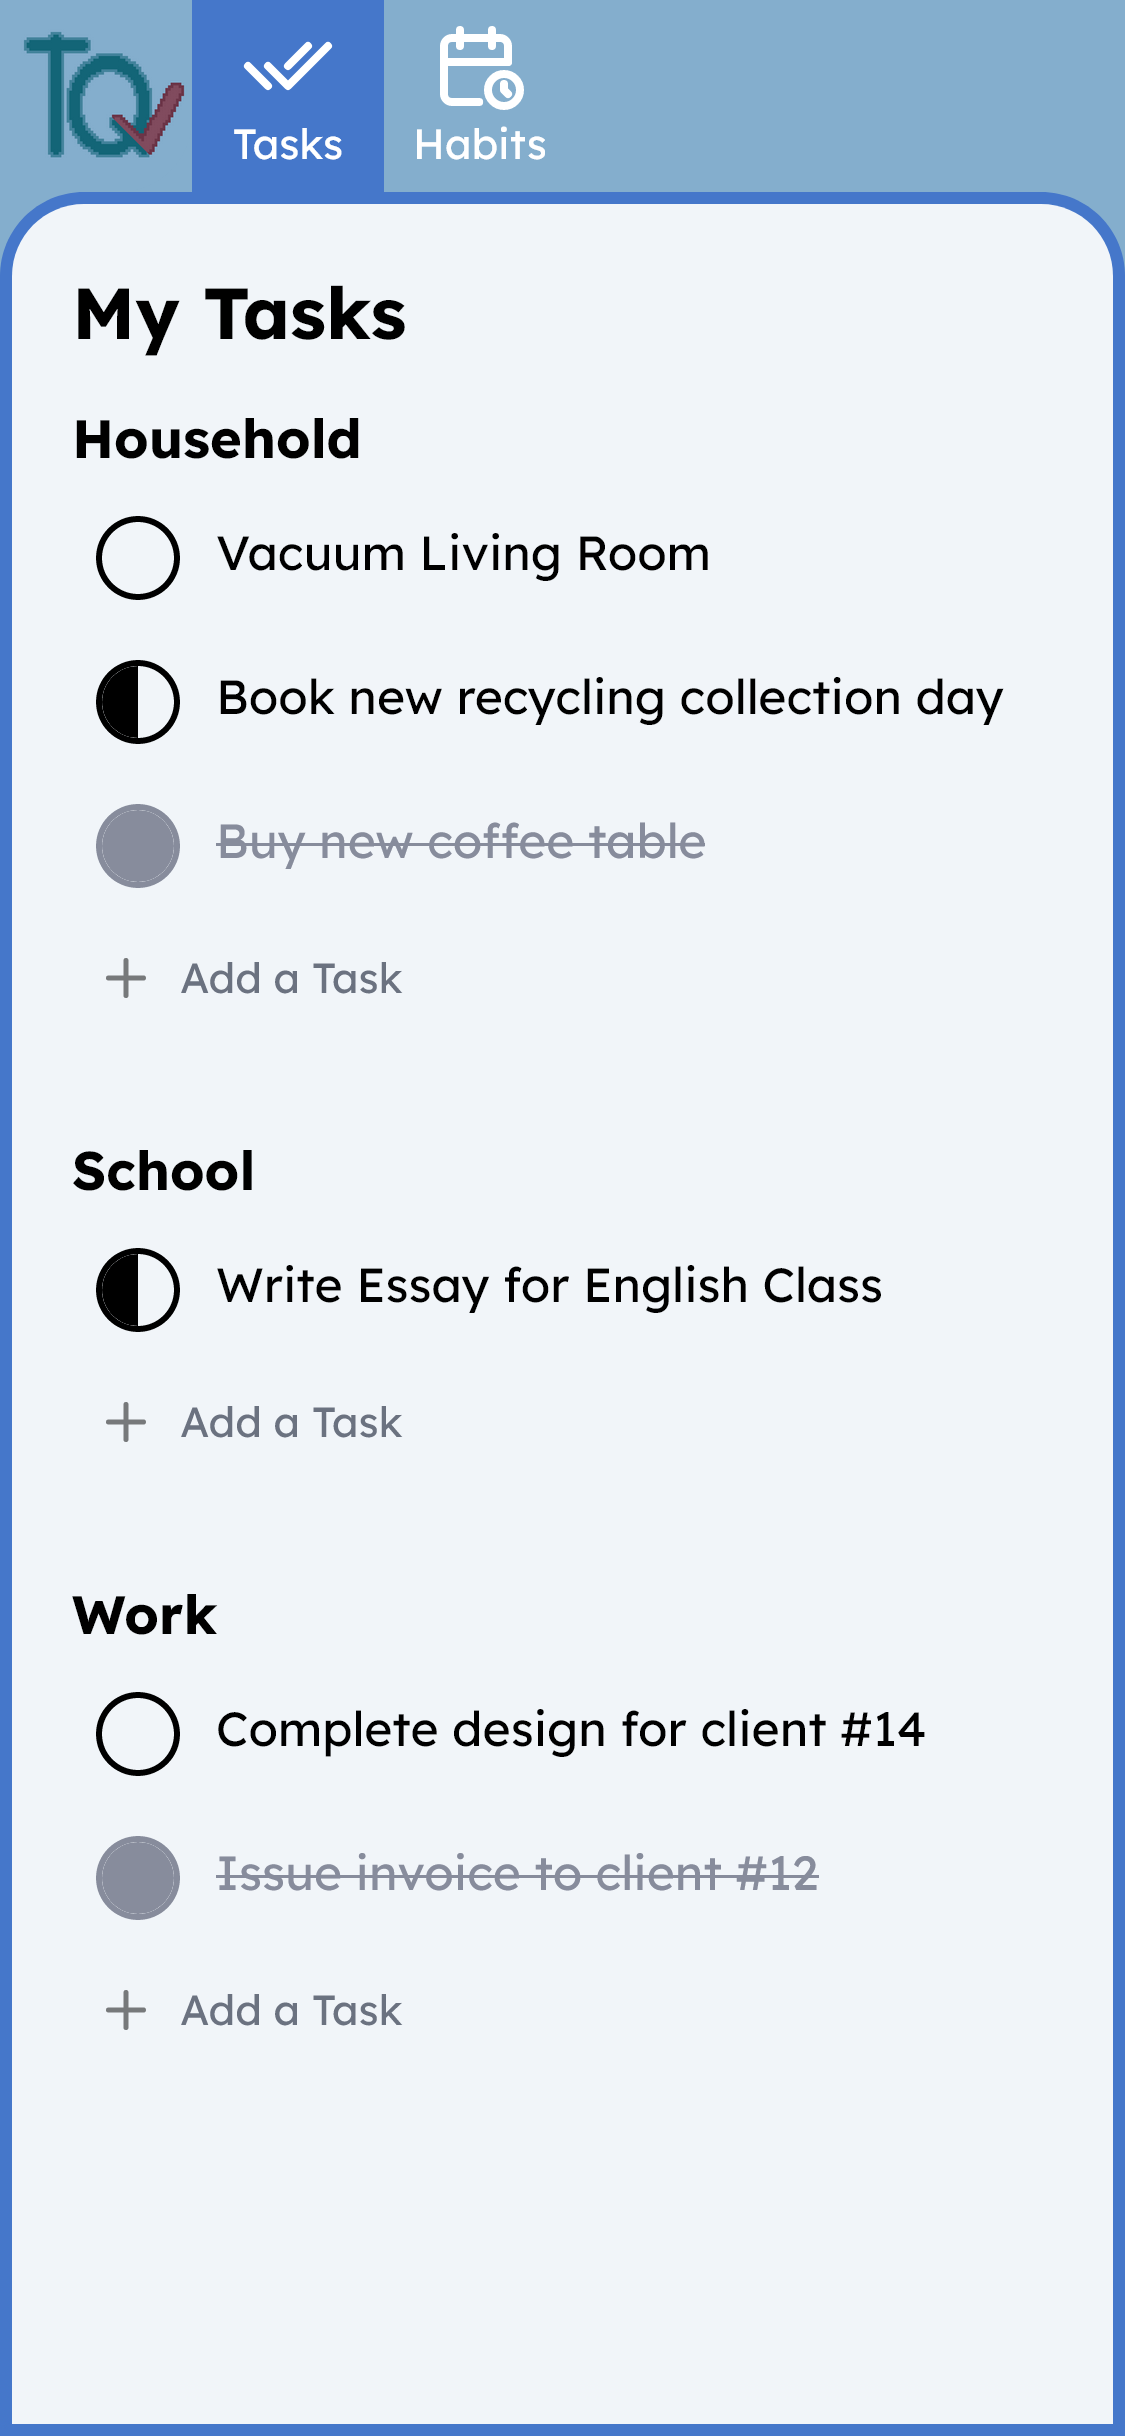 TQ
Tasks
Habits
My Tasks
Household
Vacuum Living Room
Book new recycling collection day
Buy new coffee table
Add a Task
School
Write Essay for English Class
Add a Task
Work
Complete design for client #14
Issue invoice to client #12
Add a Task